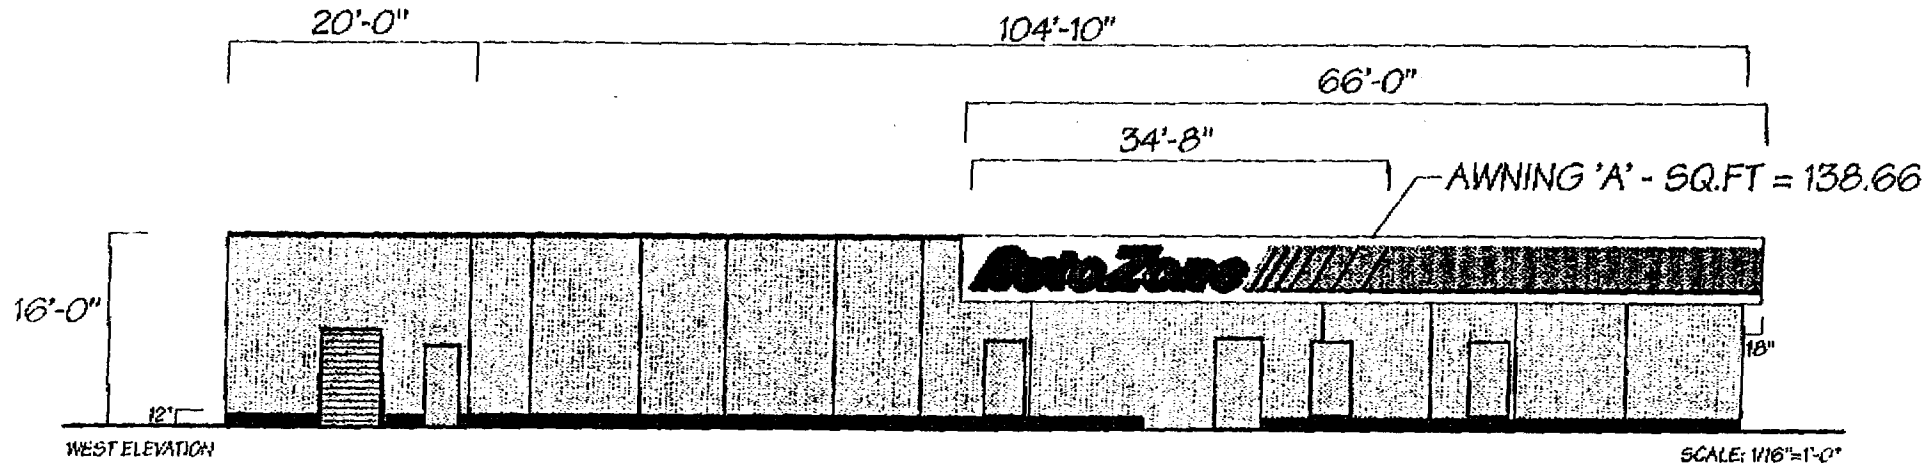 20'-0"
104'-10"
66'-0"
34'-8"
AWNING 'A' - SQ.FT = 138.66
AutoZone
16'-0"
18"
12"
WEST ELEVATION
SCALE: 1/16"=1'-0"